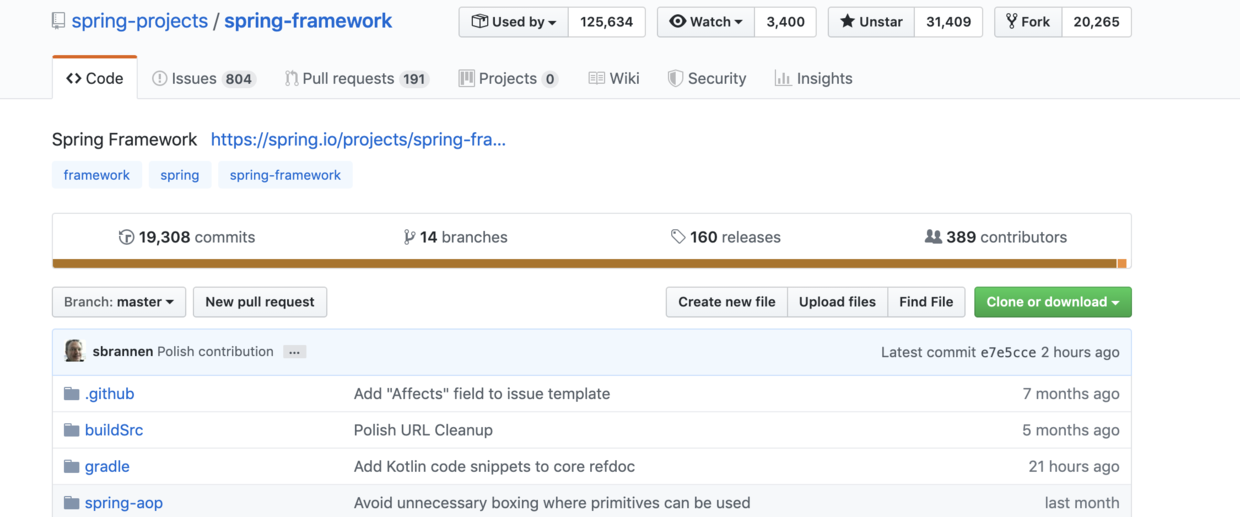 spring-projects / spring-framework Used by 125,634 Watch 3,400 Unstar 31,409 Fork 20,265
Code Issues 804 Pull requests 191 Projects 0 Wiki Security Insights
Spring Framework https://spring.io/projects/spring-fra...
framework spring spring-framework
19,308 commits 14 branches 160 releases 389 contributors
Branch: master New pull request Create new file Upload files Find File Clone or download
sbrannen Polish contribution ... Latest commit e7e5cce 2 hours ago
.github Add "Affects" field to issue template 7 months ago
buildSrc Polish URL Cleanup 5 months ago
gradle Add Kotlin code snippets to core refdoc 21 hours ago
spring-aop Avoid unnecessary boxing where primitives can be used last month